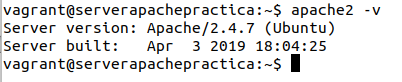 vagrant@serverapachepractica:~$ apache2 -v
Server version: Apache/2.4.7 (Ubuntu)
Server built:   Apr  3 2019 18:04:25
vagrant@serverapachepractica:~$